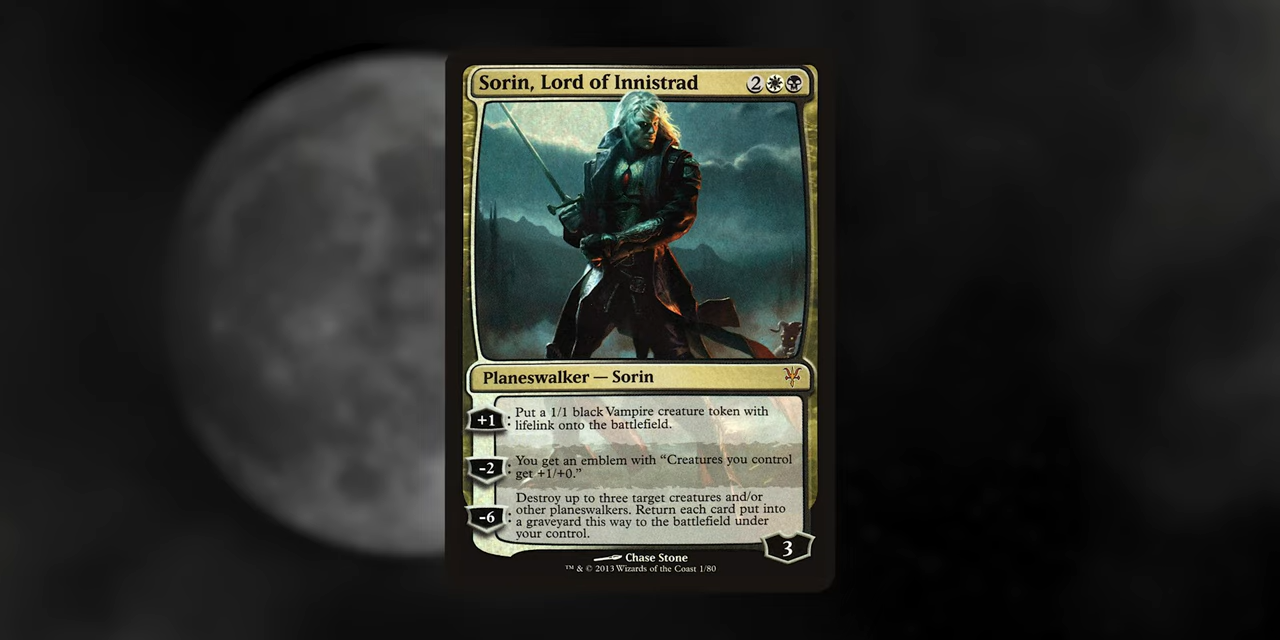 Sorin, Lord of Innistrad 2
Planeswalker — Sorin
+1: Put a 1/1 black Vampire creature token with
lifelink onto the battlefield.
-2: You get an emblem with “Creatures you control
get +1/+0.”
Destroy up to three target creatures and/or
other planeswalkers. Return each card put into
-6: a graveyard this way to the battlefield under
your control.
3
Chase Stone
™ & © 2013 Wizards of the Coast 1/80